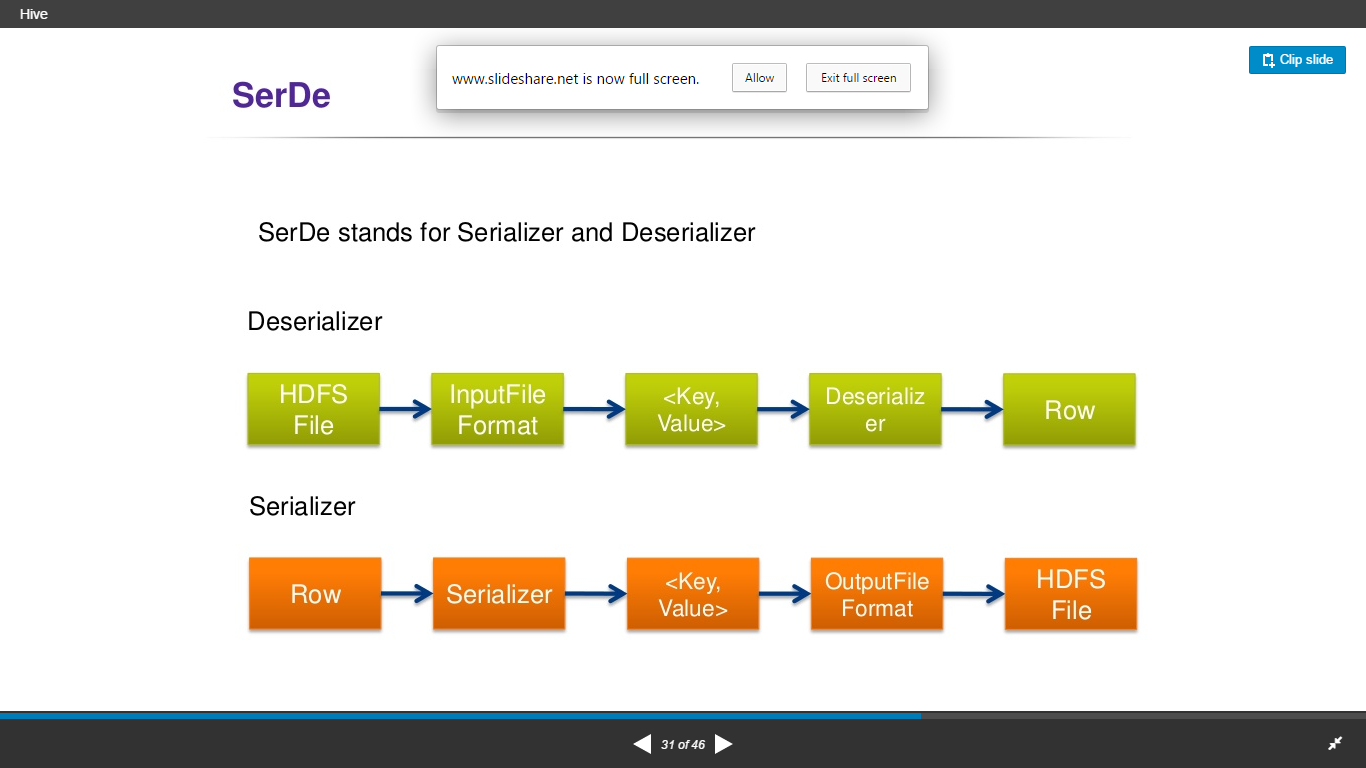 Hive
www.slideshare.net is now full screen.
Allow
Exit full screen
Clip slide
SerDe
SerDe stands for Serializer and Deserializer
Deserializer
HDFS
File
InputFile
Format
<Key,
Value>
Deserializ
er
Row
Serializer
Row
Serializer
<Key,
Value>
OutputFile
Format
HDFS
File
31 of 46